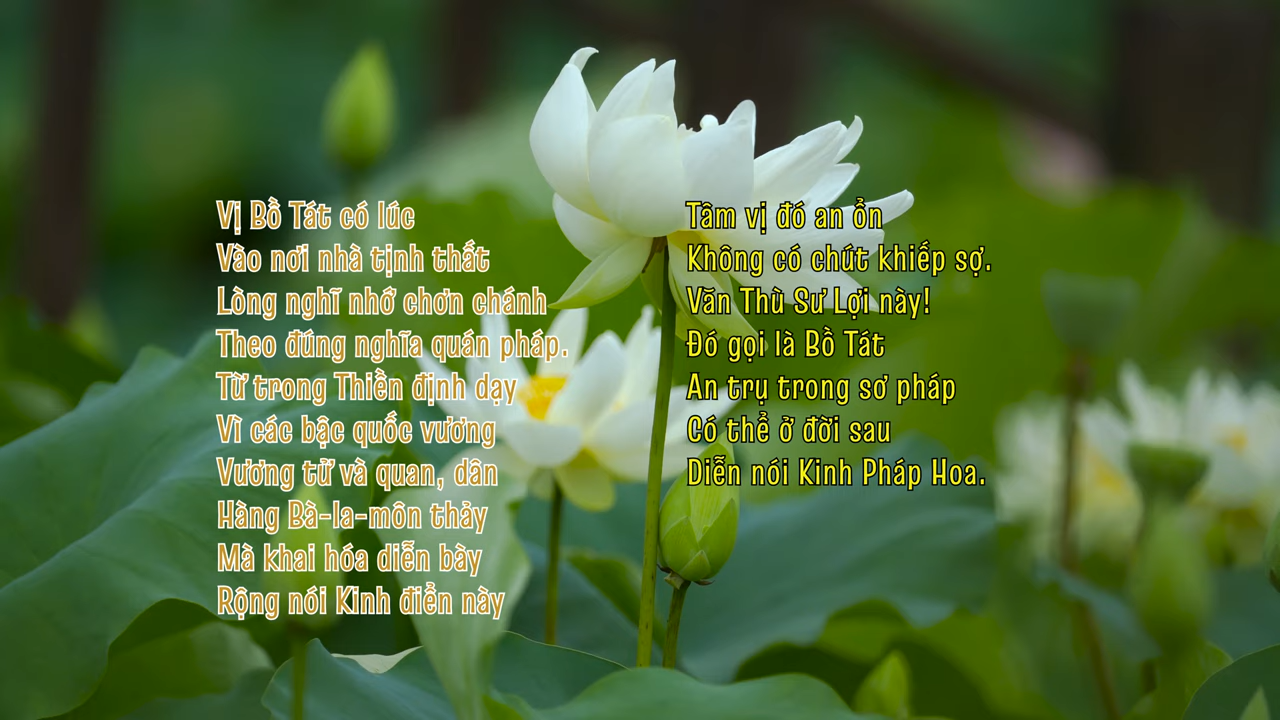 Vị Bồ Tát có lúc
Vào nơi nhà tịnh thất
Lòng nghĩ nhớ chơn chánh
Theo đúng nghĩa quán pháp.
Từ trong Thiền định dạy
Vì các bậc quốc vương
Vương tử và quan, dân
Hàng Bà-la-môn thảy
Mà khai hóa diễn bày
Rộng nói Kinh điển này
Tâm vị đó an ổn
Không có chút khiếp sợ.
Văn Thù Sư Lợi này!
Đó gọi là Bồ Tát
An trụ trong sơ pháp
Có thể ở đời sau
Diễn nói Kinh Pháp Hoa.